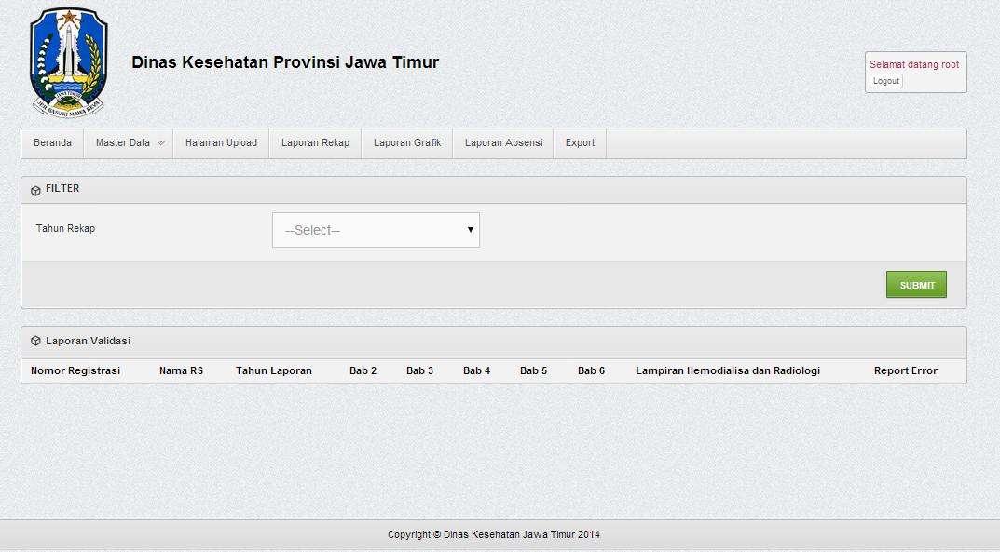 JAWA TIMUR
JER BASUKI MAWA BEYA
Dinas Kesehatan Provinsi Jawa Timur
Selamat datang root
Logout
Beranda Master Data Halaman Upload Laporan Rekap Laporan Grafik Laporan Absensi Export
FILTER
Tahun Rekap --Select--
SUBMIT
Laporan Validasi
Nomor Registrasi Nama RS Tahun Laporan Bab 2 Bab 3 Bab 4 Bab 5 Bab 6 Lampiran Hemodialisa dan Radiologi Report Error
Copyright © Dinas Kesehatan Jawa Timur 2014